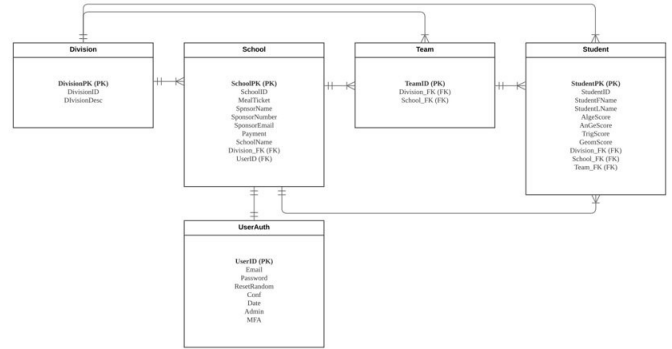 Division
DivisionPK (PK)
DivisionID
DIvisionDesc
School
SchoolPK (PK)
SchoolID
MealTicket
SpnsorName
SponsorNumber
SponsorEmail
Payment
SchoolName
Division_FK (FK)
UserID (FK)
Team
TeamID (PK)
Division_FK (FK)
School_FK (FK)
Student
StudentPK (PK)
StudentID
StudentFName
StudentLName
AlgeScore
AnGeScore
TrigScore
GeomScore
Division_FK (FK)
School_FK (FK)
Team_FK (FK)
UserAuth
UserID (PK)
Email
Password
ResetRandom
Conf
Date
Admin
MFA